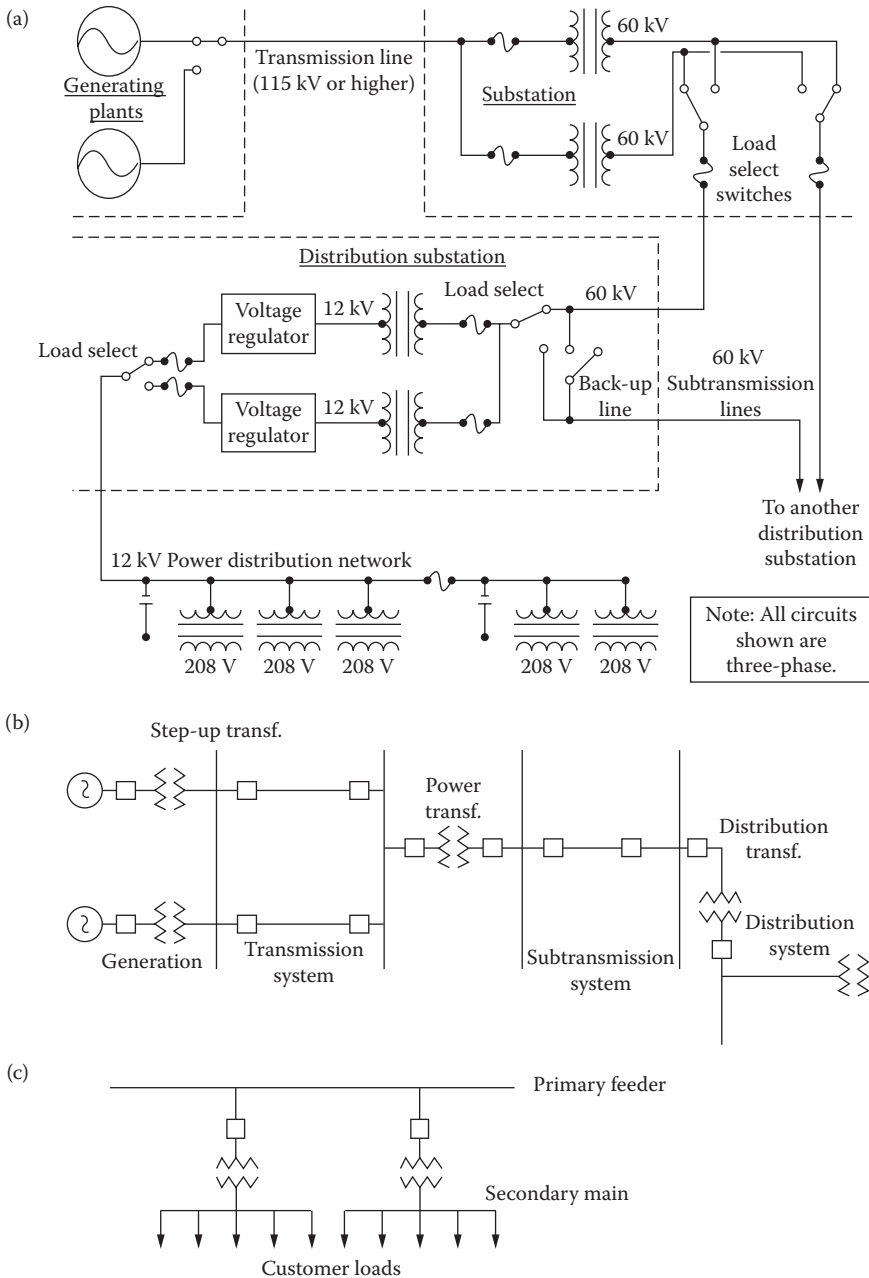 (a)
60 kV
Generating
plants
Transmission line
(115 kV or higher)
Substation
60 kV
Load
select
switches
Distribution substation
Load select
60 kV
Voltage
regulator
12 kV
Load select
Voltage
regulator
12 kV
Back-up
line
60 kV
Subtransmission
lines
To another
distribution
substation
12 kV Power distribution network
208 V
208 V
208 V
208 V
208 V
Note: All circuits
shown are
three-phase.
(b)
Step-up transf.
Power
transf.
Distribution
transf.
Generation
Transmission
system
Subtransmission
system
Distribution
system
(c)
Primary feeder
Secondary main
Customer loads